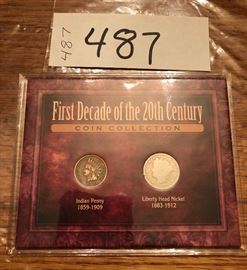 487
487
First Decade of the 20th Century
COIN COLLECTION
Indian Penny
1859-1909
Liberty Head Nickel
1883-1912